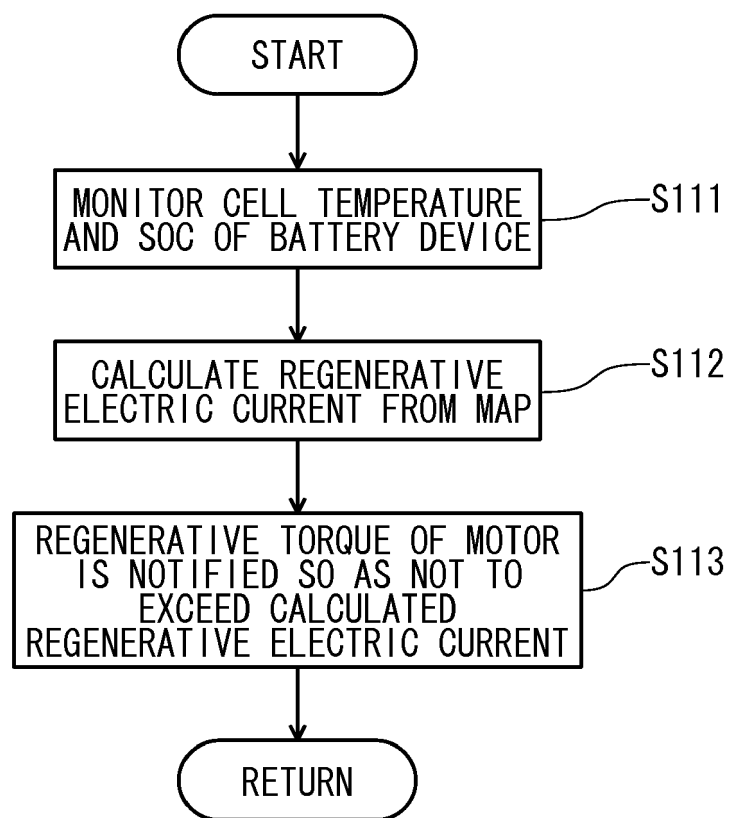 START
MONITOR CELL TEMPERATURE
AND SOC OF BATTERY DEVICE
S111
CALCULATE REGENERATIVE
ELECTRIC CURRENT FROM MAP
S112
REGENERATIVE TORQUE OF MOTOR
IS NOTIFIED SO AS NOT TO
EXCEED CALCULATED
REGENERATIVE ELECTRIC CURRENT
S113
RETURN